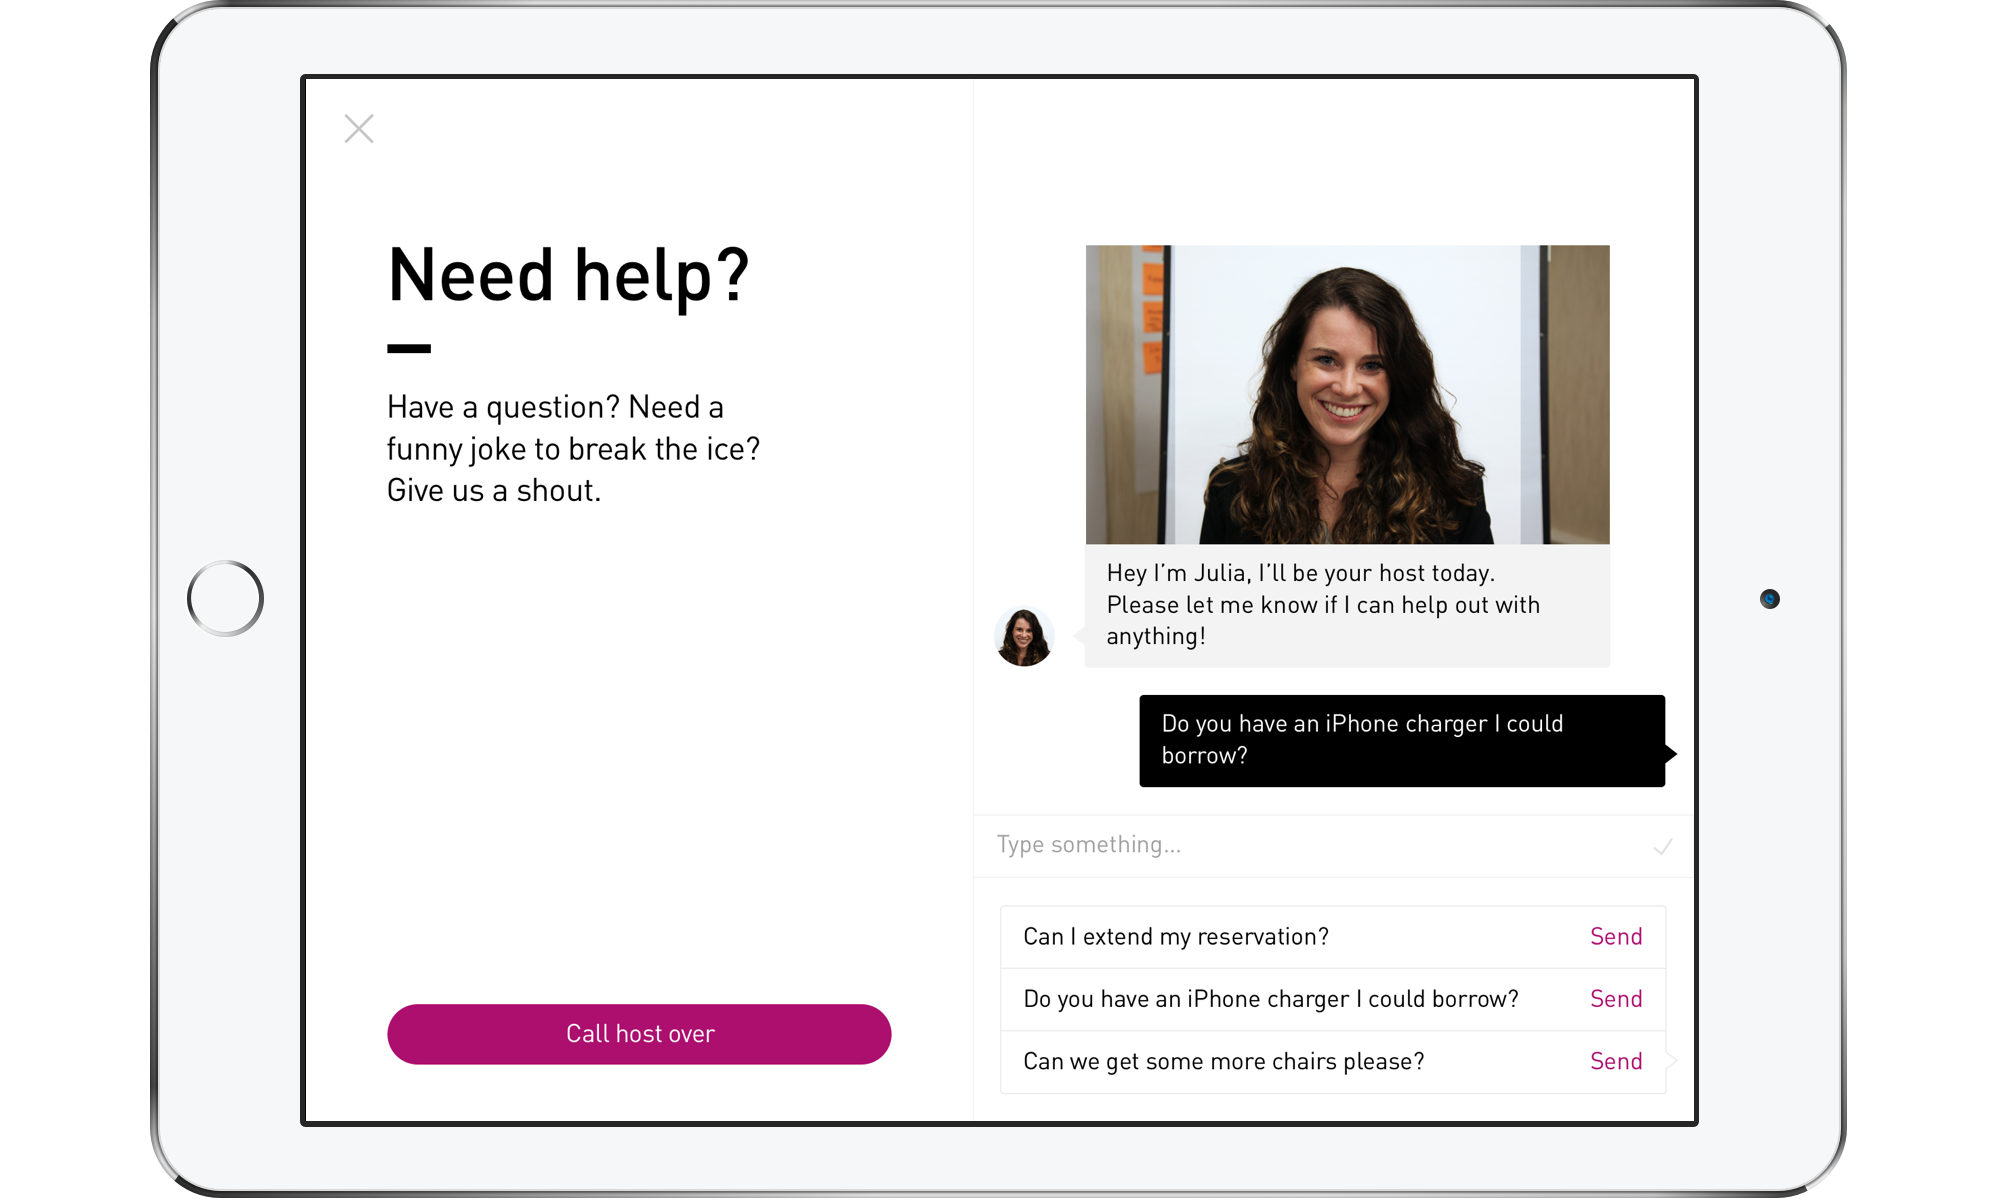 Need help?
Have a question? Need a
funny joke to break the ice?
Give us a shout.
Call host over
Hey I’m Julia, I’ll be your host today.
Please let me know if I can help out with
anything!
Do you have an iPhone charger I could
borrow?
Type something...
Can I extend my reservation?
Send
Do you have an iPhone charger I could borrow?
Send
Can we get some more chairs please?
Send